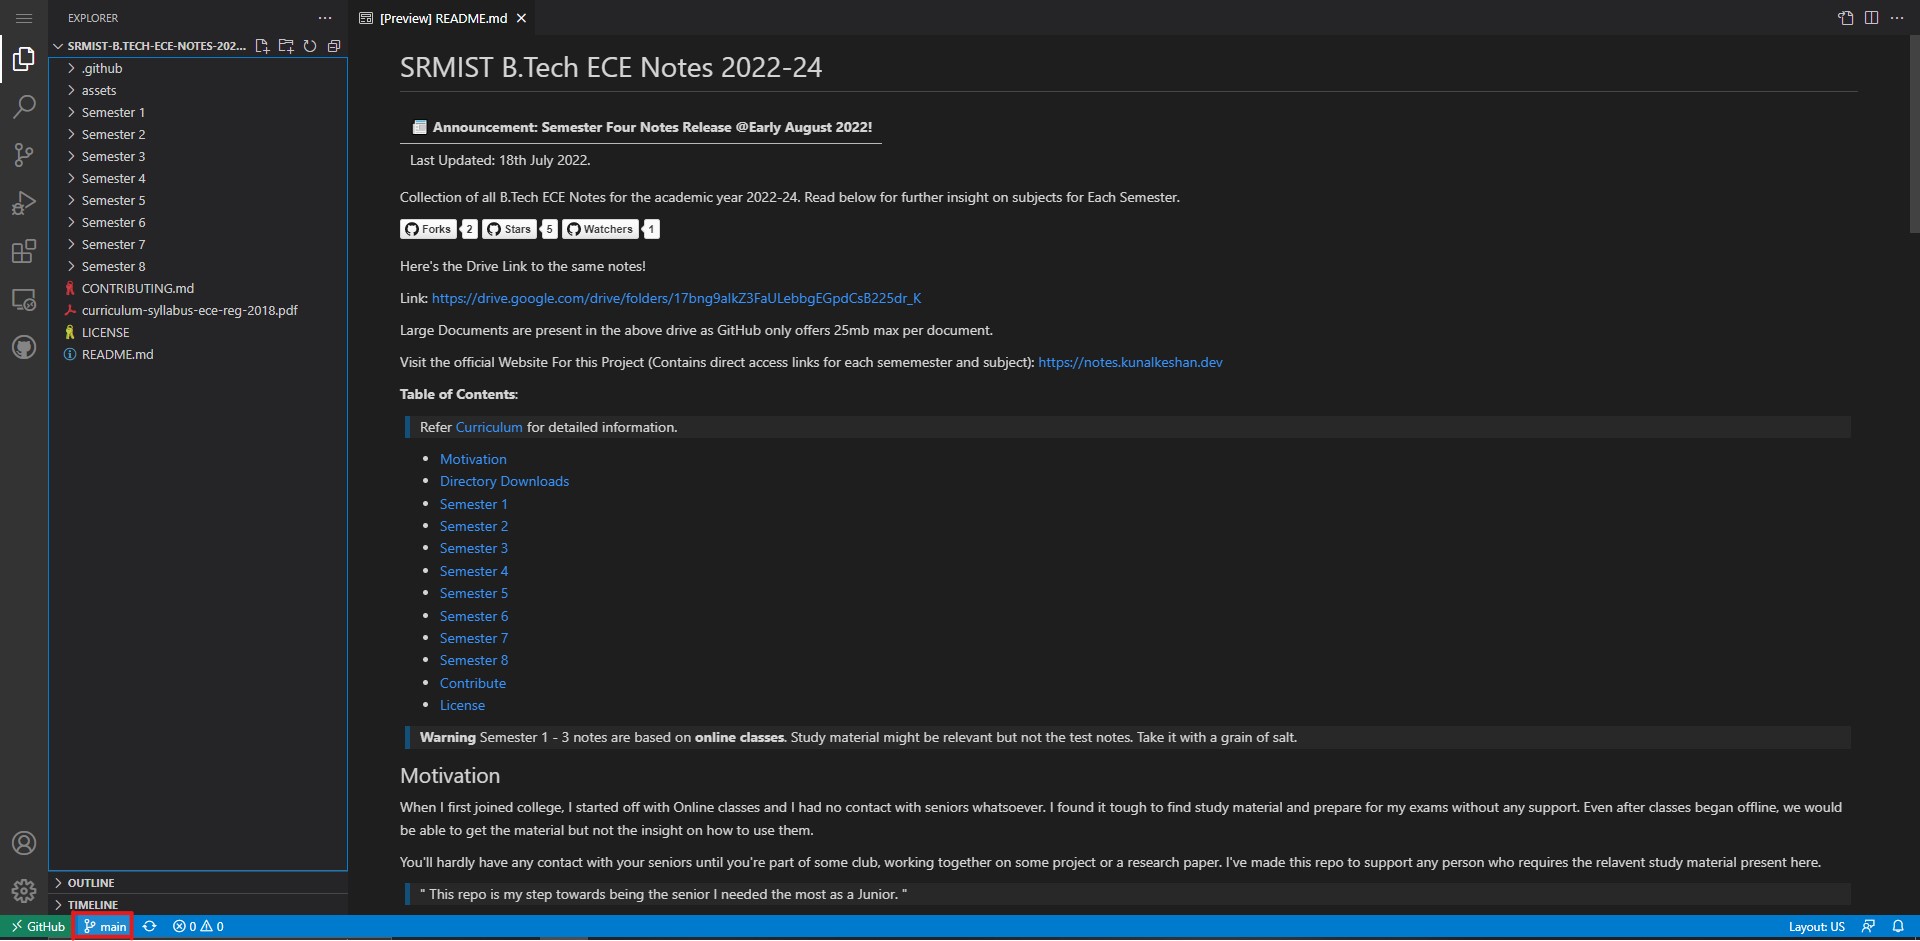 EXPLORER
[Preview] README.md
SRMIST-B.TECH-ECE-NOTES-202...
.github
assets
Semester 1
Semester 2
Semester 3
Semester 4
Semester 5
Semester 6
Semester 7
Semester 8
CONTRIBUTING.md
curriculum-syllabus-ece-reg-2018.pdf
LICENSE
README.md
OUTLINE
TIMELINE
SRMIST B.Tech ECE Notes 2022-24
Announcement: Semester Four Notes Release @Early August 2022!
Last Updated: 18th July 2022.
Collection of all B.Tech ECE Notes for the academic year 2022-24. Read below for further insight on subjects for Each Semester.
Forks 2 Stars 5 Watchers 1
Here's the Drive Link to the same notes!
Link: https://drive.google.com/drive/folders/17bng9alkZ3FaULebbgEGpdCsB225dr_K
Large Documents are present in the above drive as GitHub only offers 25mb max per document.
Visit the official Website For this Project (Contains direct access links for each sememester and subject): https://notes.kunalkeshan.dev
Table of Contents:
Refer Curriculum for detailed information.
• Motivation
• Directory Downloads
• Semester 1
• Semester 2
• Semester 3
• Semester 4
• Semester 5
• Semester 6
• Semester 7
• Semester 8
• Contribute
• License
Warning Semester 1 - 3 notes are based on online classes. Study material might be relevant but not the test notes. Take it with a grain of salt.
Motivation
When I first joined college, I started off with Online classes and I had no contact with seniors whatsoever. I found it tough to find study material and prepare for my exams without any support. Even after classes began offline, we would
be able to get the material but not the insight on how to use them.
You'll hardly have any contact with your seniors until you're part of some club, working together on some project or a research paper. I've made this repo to support any person who requires the relavent study material present here.
" This repo is my step towards being the senior I needed the most as a Junior. "
GitHub main 0 0 Layout: US